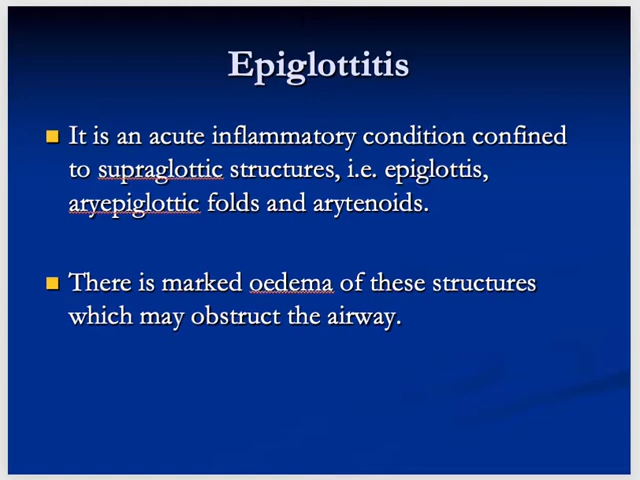 Epiglottitis
It is an acute inflammatory condition confined
to supraglottic structures, i.e. epiglottis,
aryepiglottic folds and arytenoids.
There is marked oedema of these structures
which may obstruct the airway.